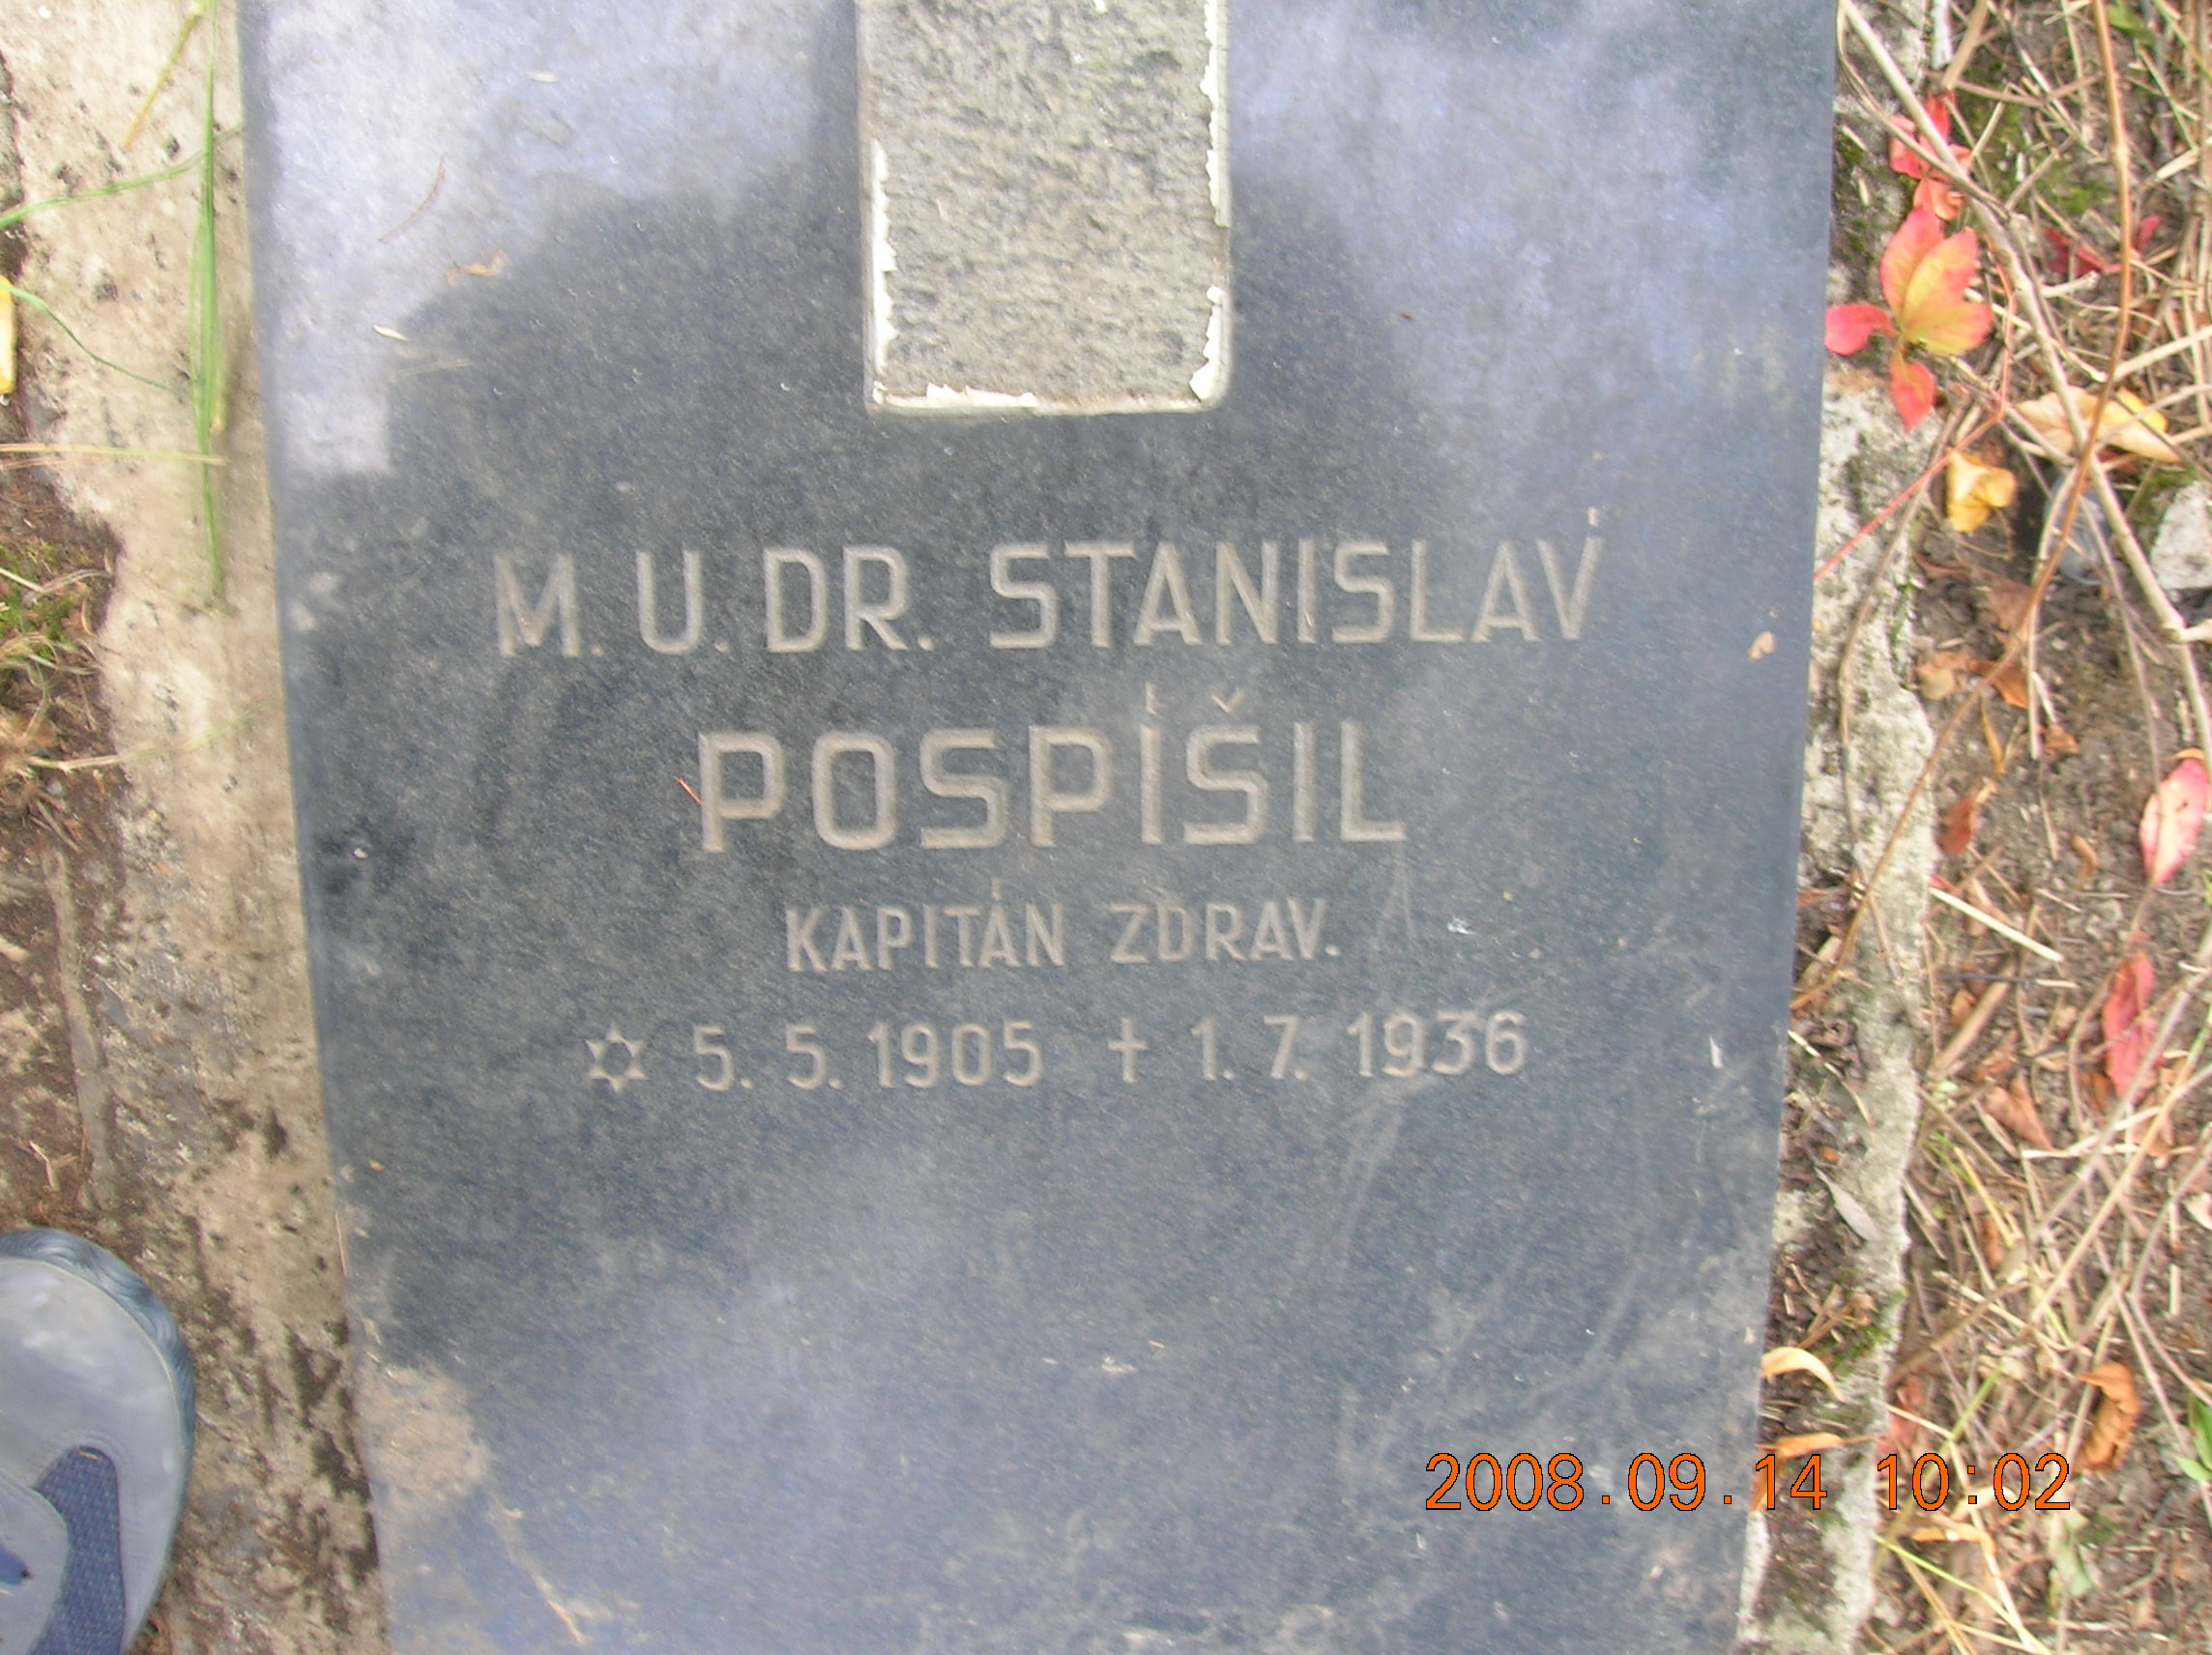 M. U. DR. STANISLAV
POSPÍŠIL
KAPITÁN ZDRAV.
✡ 5. 5. 1905 ✝ 1. 7. 1936
2008.09.14 10:02